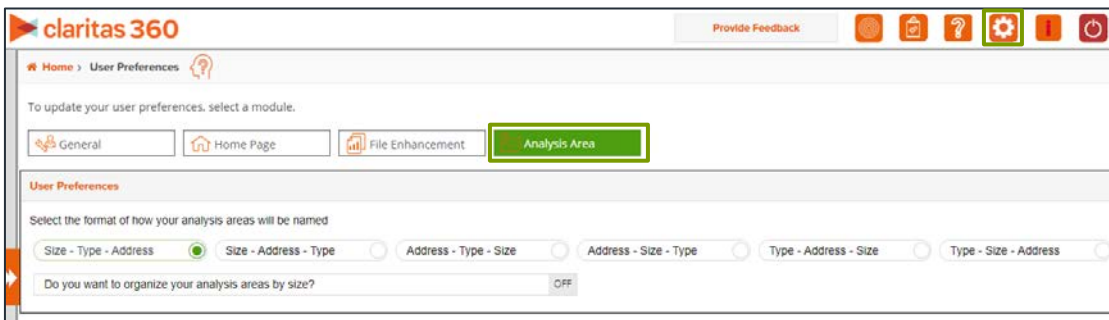 claritas 360
Provide Feedback
Home > User Preferences
To update your user preferences, select a module.
General
Home Page
File Enhancement
Analysis Area
User Preferences
Select the format of how your analysis areas will be named
Size - Type - Address
Size - Address - Type
Address - Type - Size
Address - Size - Type
Type - Address - Size
Type - Size - Address
Do you want to organize your analysis areas by size?
OFF